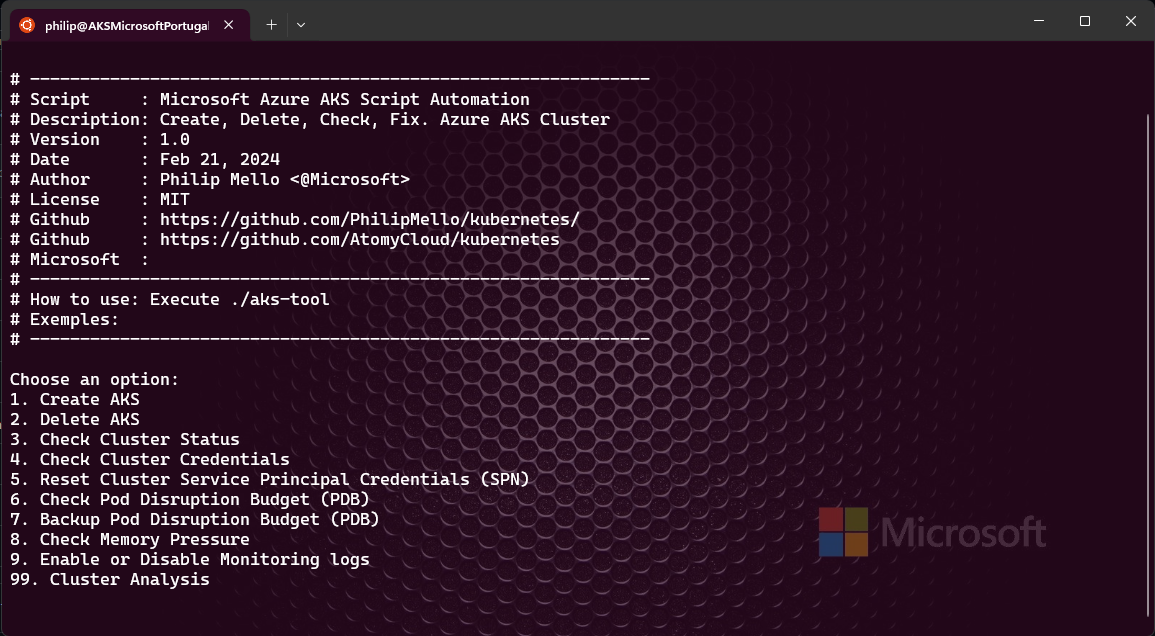 philip@AKSMicrosoftPortugal
# --------------------------------------------------------------
# Script     : Microsoft Azure AKS Script Automation
# Description: Create, Delete, Check, Fix. Azure AKS Cluster
# Version    : 1.0
# Date       : Feb 21, 2024
# Author     : Philip Mello <@Microsoft>
# License    : MIT
# Github     : https://github.com/PhilipMello/kubernetes/
# Github     : https://github.com/AtomyCloud/kubernetes
# Microsoft  :
# --------------------------------------------------------------
# How to use: Execute ./aks-tool
# Exemples:
# --------------------------------------------------------------
Choose an option:
1. Create AKS
2. Delete AKS
3. Check Cluster Status
4. Check Cluster Credentials
5. Reset Cluster Service Principal Credentials (SPN)
6. Check Pod Disruption Budget (PDB)
7. Backup Pod Disruption Budget (PDB)
8. Check Memory Pressure
9. Enable or Disable Monitoring logs
99. Cluster Analysis
Microsoft